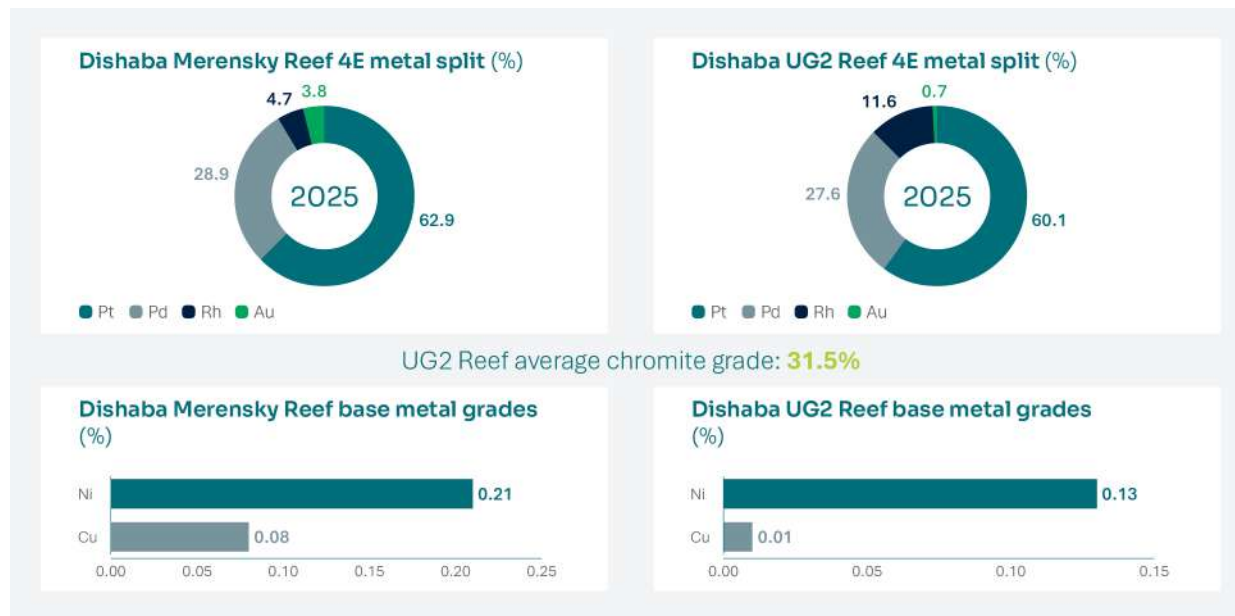 Dishaba Merensky Reef 4E metal split (%)
4.7
3.8
28.9
2025
62.9
Pt
Pd
Rh
Au
Dishaba UG2 Reef 4E metal split (%)
11.6
0.7
27.6
2025
60.1
Pt
Pd
Rh
Au
UG2 Reef average chromite grade: 31.5%
Dishaba Merensky Reef base metal grades
(%)
Ni
0.21
Cu
0.08
0.00
0.05
0.10
0.15
0.20
0.25
Dishaba UG2 Reef base metal grades
(%)
Ni
0.13
Cu
0.01
0.00
0.05
0.10
0.15